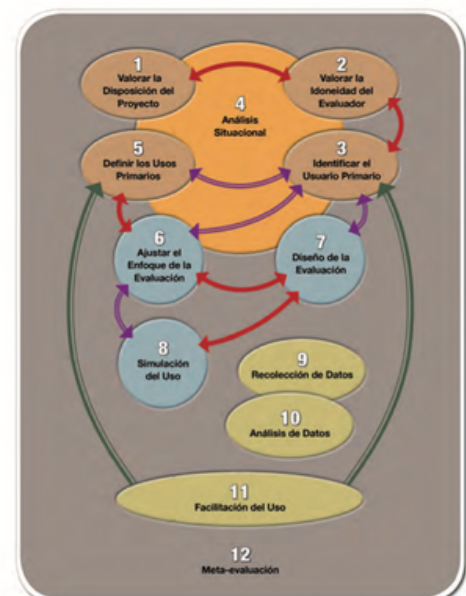 1
Valorar la
Disposición del
Proyecto
2
Valorar la
Idoneidad del
Evaluador
4
Análisis
Situacional
5
Definir los Usos
Primarios
3
Identificar el
Usuario Primario
6
Ajustar el
Enfoque de la
Evaluación
7
Diseño de la
Evaluación
8
Simulación
del Uso
9
Recolección de Datos
10
Análisis de Datos
11
Facilitación del Uso
12
Meta-evaluación